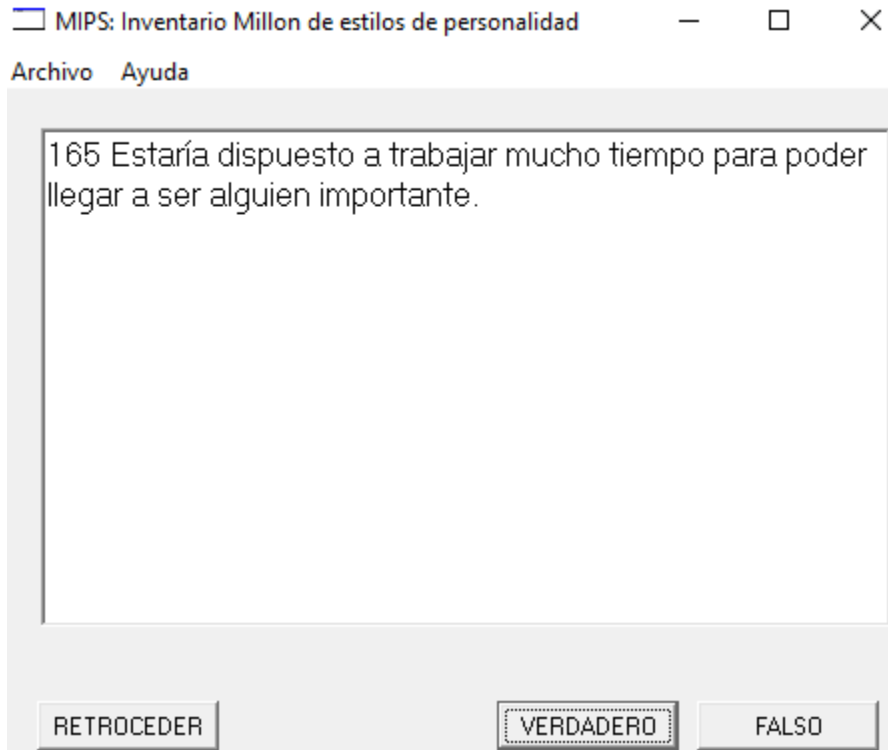 MIPS: Inventario Millon de estilos de personalidad
Archivo Ayuda
165 Estaría dispuesto a trabajar mucho tiempo para poder
llegar a ser alguien importante.
RETROCEDER VERDADERO FALSO